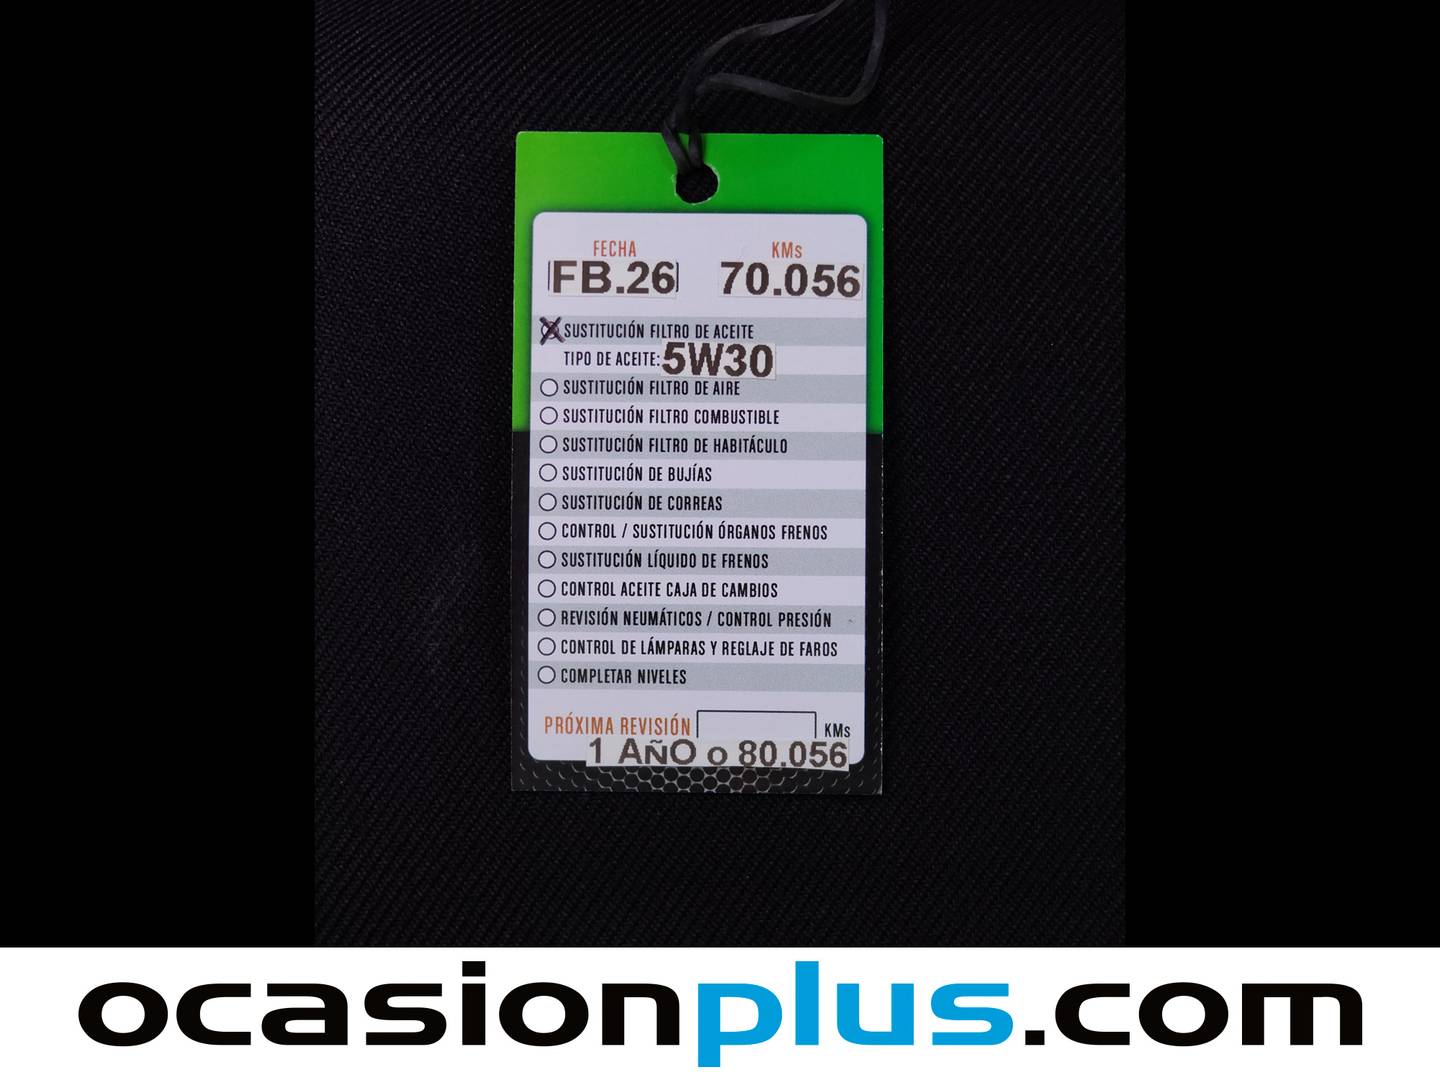 FECHA KMs
FB.26 70.056
SUSTITUCIÓN FILTRO DE ACEITE
TIPO DE ACEITE: 5W30
SUSTITUCIÓN FILTRO DE AIRE
SUSTITUCIÓN FILTRO COMBUSTIBLE
SUSTITUCIÓN FILTRO DE HABITÁCULO
SUSTITUCIÓN DE BUJÍAS
SUSTITUCIÓN DE CORREAS
CONTROL / SUSTITUCIÓN ÓRGANOS FRENOS
SUSTITUCIÓN LÍQUIDO DE FRENOS
CONTROL ACEITE CAJA DE CAMBIOS
REVISIÓN NEUMÁTICOS / CONTROL PRESIÓN
CONTROL DE LÁMPARAS Y REGLAJE DE FAROS
COMPLETAR NIVELES
PRÓXIMA REVISIÓN KMs
1 AÑO o 80.056
ocasionplus.com